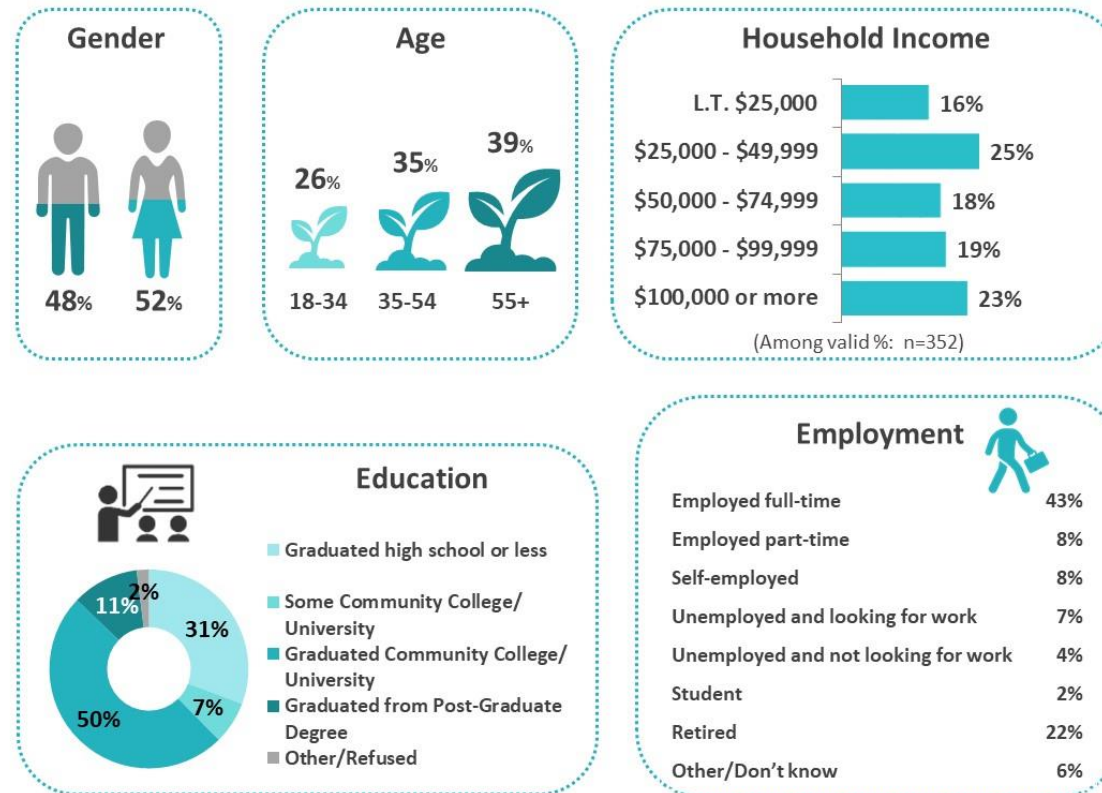 Gender
48%
52%
Age
26%
35%
39%
18-34
35-54
55+
Household Income
L.T. $25,000 16%
$25,000 - $49,999 25%
$50,000 - $74,999 18%
$75,000 - $99,999 19%
$100,000 or more 23%
(Among valid %: n=352)
Education
Graduated high school or less
Some Community College/
University
Graduated Community College/
University
Graduated from Post-Graduate
Degree
Other/Refused
2%
11%
31%
7%
50%
Employment
Employed full-time 43%
Employed part-time 8%
Self-employed 8%
Unemployed and looking for work 7%
Unemployed and not looking for work 4%
Student 2%
Retired 22%
Other/Don't know 6%